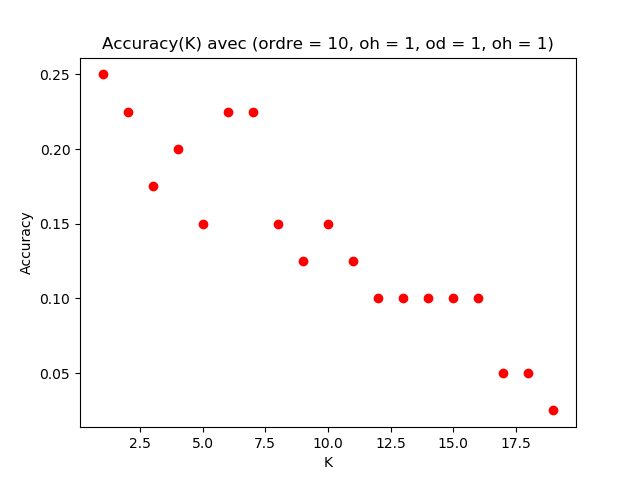 Accuracy(K) avec (ordre = 10, oh = 1, od = 1, oh = 1)
0.25
0.20
0.15
0.10
0.05
Accuracy
2.5 5.0 7.5 10.0 12.5 15.0 17.5
K